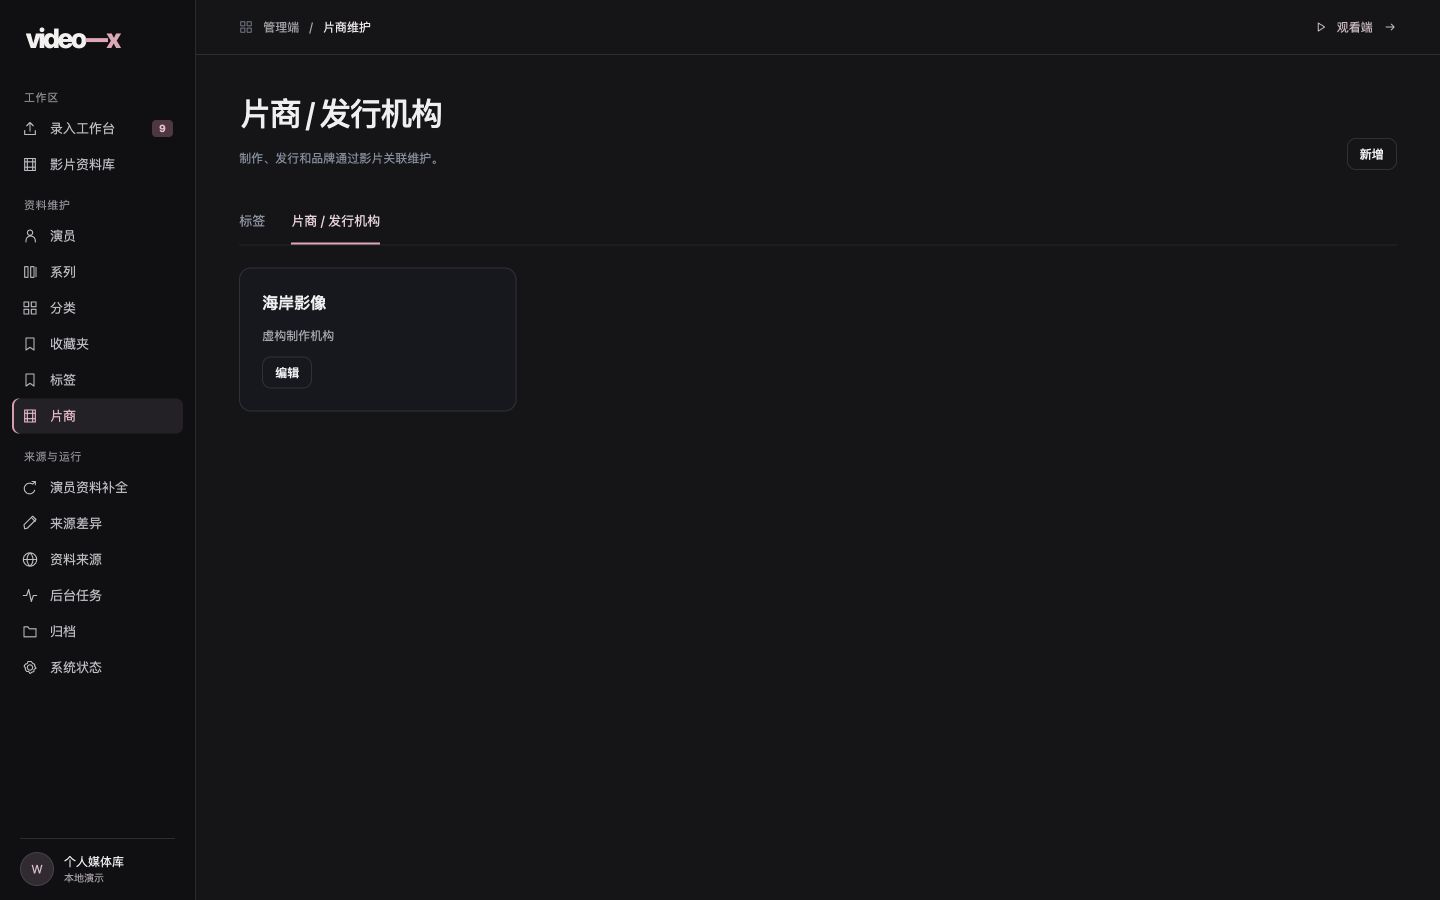 video—x
工作区
录入工作台 9
影片资料库
资料维护
演员
系列
分类
收藏夹
标签
片商
来源与运行
演员资料补全
来源差异
资料来源
后台任务
归档
系统状态
W
个人媒体库
本地演示
管理端 / 片商维护
观看端 →
片商 / 发行机构
制作、发行和品牌通过影片关联维护。
新增
标签 片商 / 发行机构
海岸影像
虚构制作机构
编辑